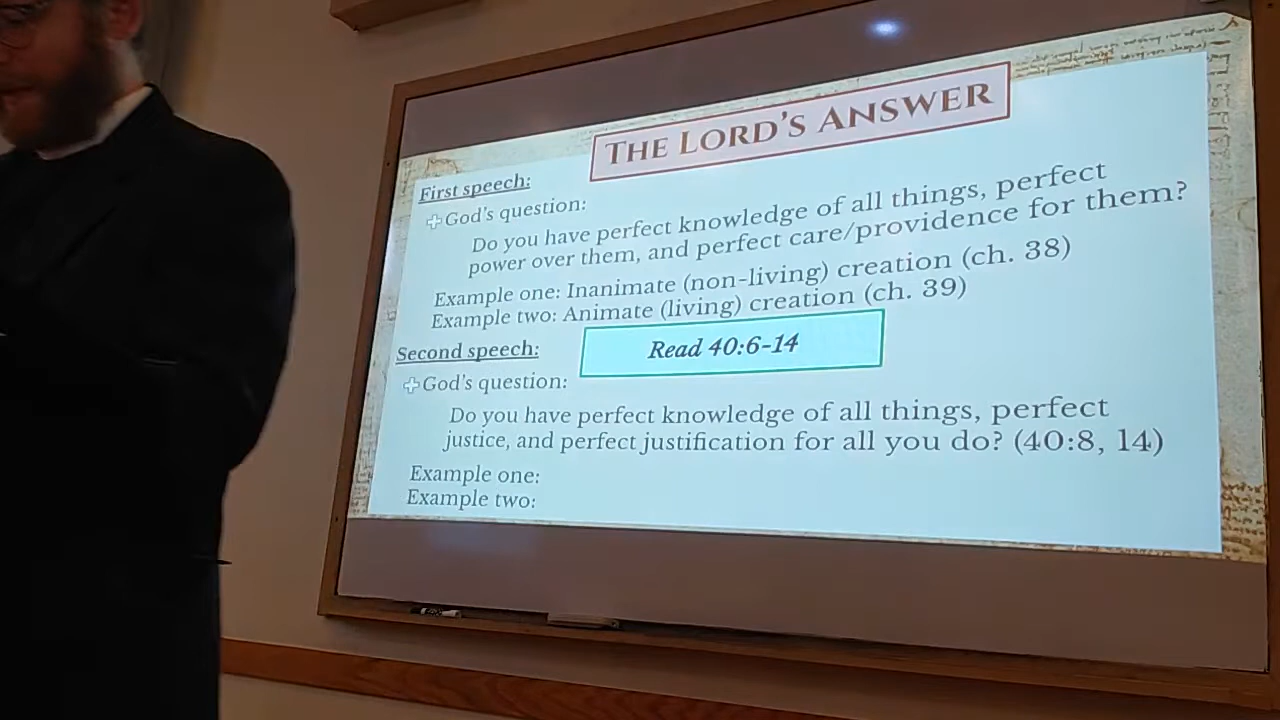 THE LORD'S ANSWER
First speech:
God's question:
Do you have perfect knowledge of all things, perfect
power over them, and perfect care/providence for them?
Example one: Inanimate (non-living) creation (ch. 38)
Example two: Animate (living) creation (ch. 39)
Second speech:
Read 40:6-14
God's question:
Do you have perfect knowledge of all things, perfect
justice, and perfect justification for all you do? (40:8, 14)
Example one:
Example two: